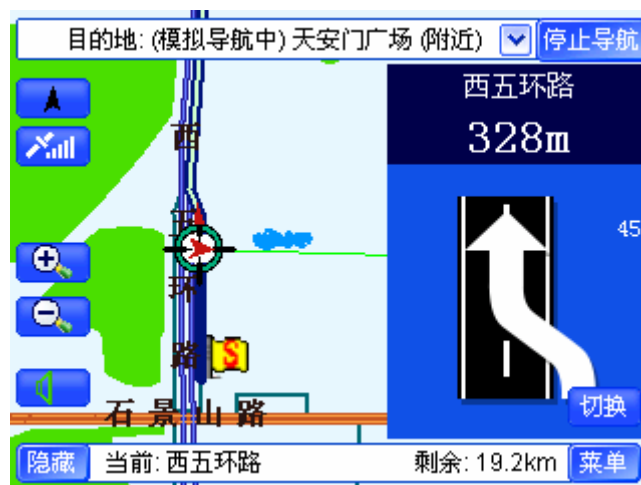 目的地: (模拟导航中) 天安门广场 (附近)
停止导航
西五环路
328m
45
西五环路
S
石景山路
切换
隐藏
当前: 西五环路
剩余: 19.2km
菜单